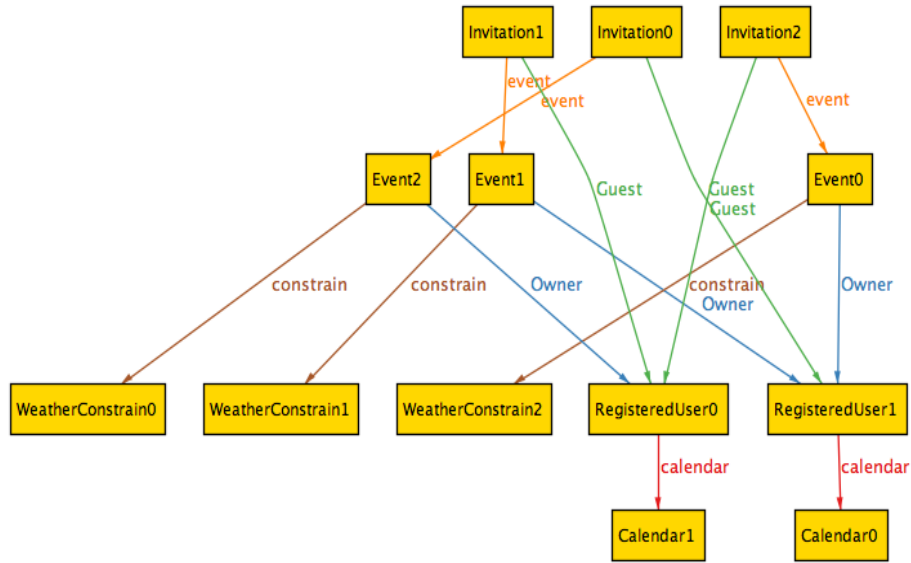 Invitation1
Invitation0
Invitation2
event
event
event
Event2
Event1
Event0
Guest
Guest
Guest
constrain
constrain
Owner
constrain
Owner
Owner
WeatherConstrain0
WeatherConstrain1
WeatherConstrain2
RegisteredUser0
RegisteredUser1
calendar
calendar
Calendar1
Calendar0